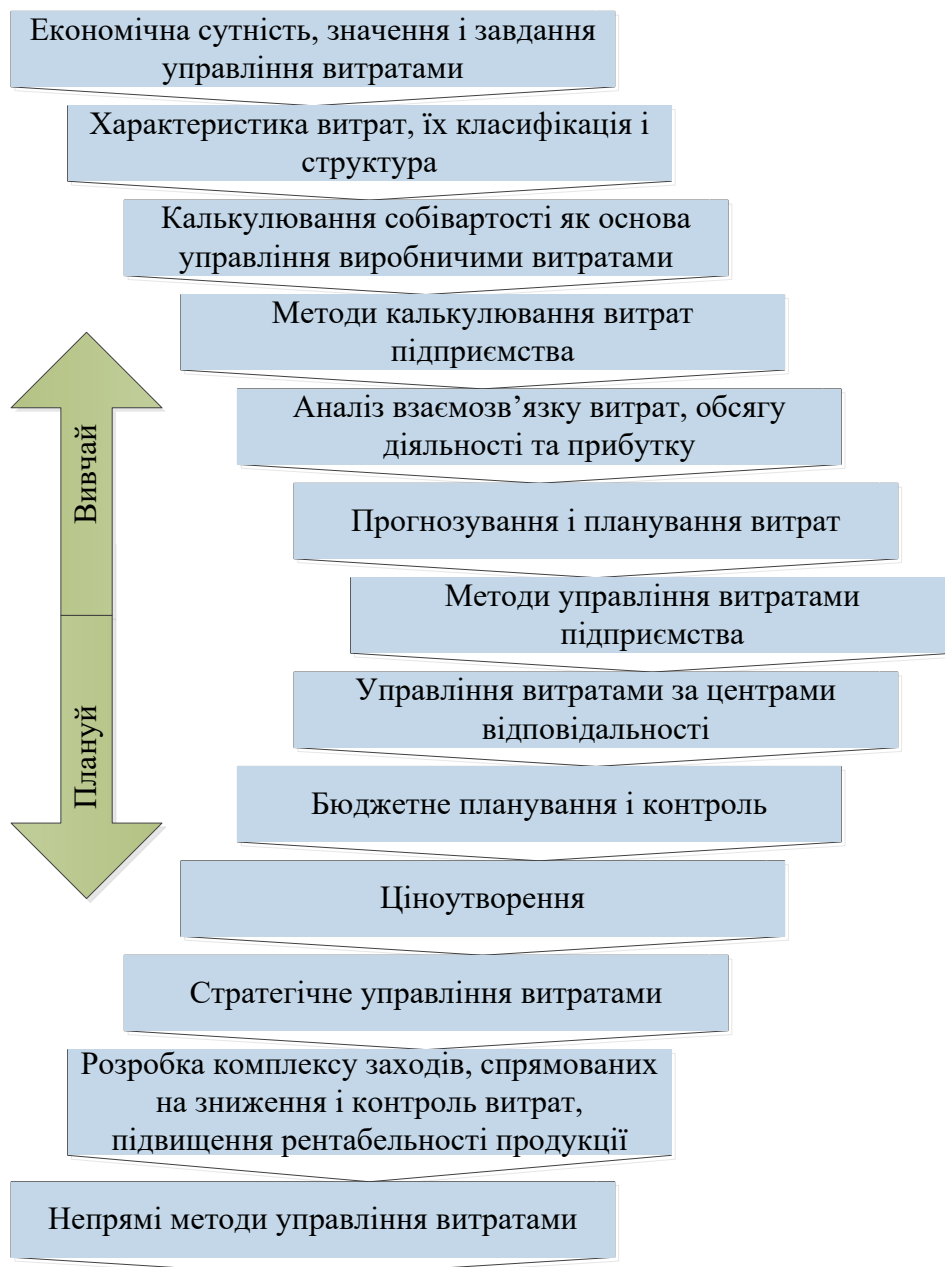 Економічна сутність, значення і завдання
управління витратами
Характеристика витрат, їх класифікація і
структура
Калькулювання собівартості як основа
управління виробничими витратами
Методи калькулювання витрат
підприємства
Аналіз взаємозв’язку витрат, обсягу
діяльності та прибутку
Вивчай
Прогнозування і планування витрат
Методи управління витратами
підприємства
Управління витратами за центрами
відповідальності
Плануй
Бюджетне планування і контроль
Ціноутворення
Стратегічне управління витратами
Розробка комплексу заходів, спрямованих
на зниження і контроль витрат,
підвищення рентабельності продукції
Непрямі методи управління витратами